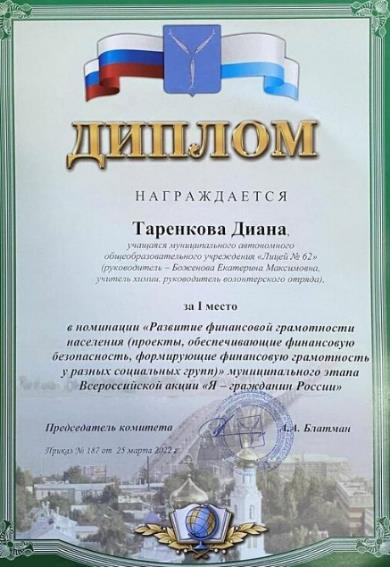 ДИПЛОМ
НАГРАЖДАЕТСЯ
Таренкова Диана,
учащаяся муниципального автономного
общеобразовательного учреждения «Лицей № 62»
(руководитель – Боженова Екатерина Максимовна,
учитель химии, руководитель волонтерского отряда),
за I место
в номинации «Развитие финансовой грамотности
населения (проекты, обеспечивающие финансовую
безопасность, формирующие финансовую грамотность
у разных социальных групп)» муниципального этапа
Всероссийской акции «Я – гражданин России»
Председатель комитета А.А. Блатман
Приказ № 187 от 25 марта 2022 г.